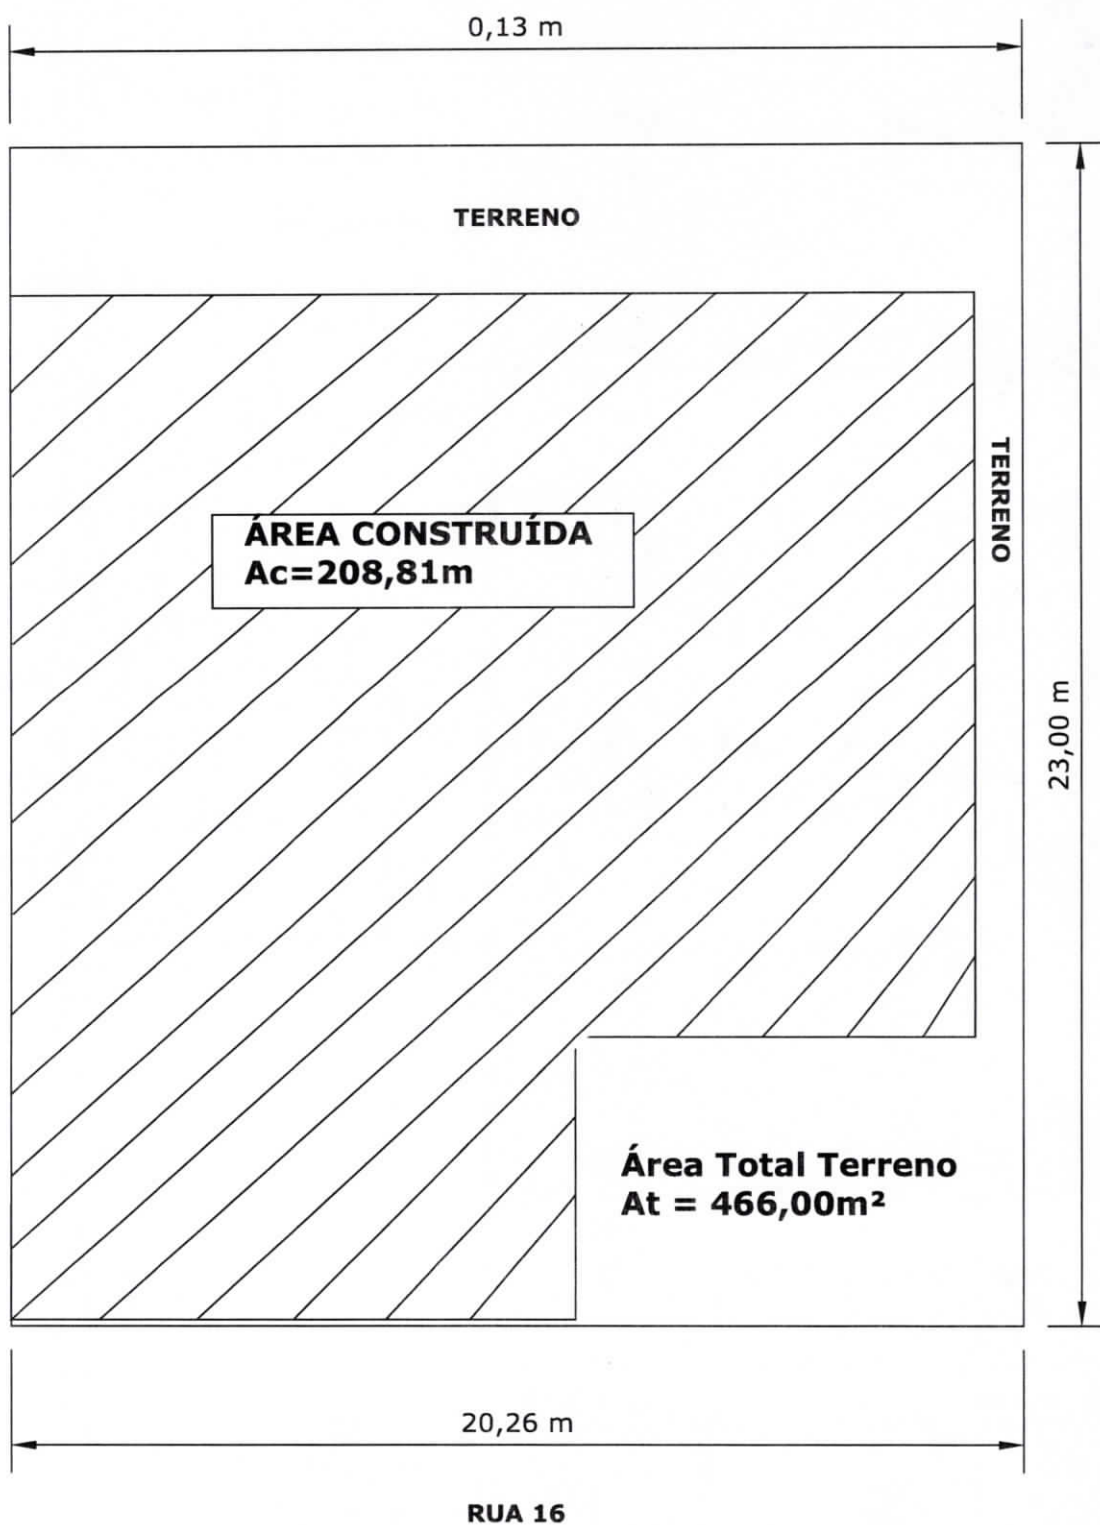 0,13 m
TERRENO
TERRENO
ÁREA CONSTRUÍDA
Ac=208,81m
23,00 m
Área Total Terreno
At = 466,00m²
20,26 m
RUA 16